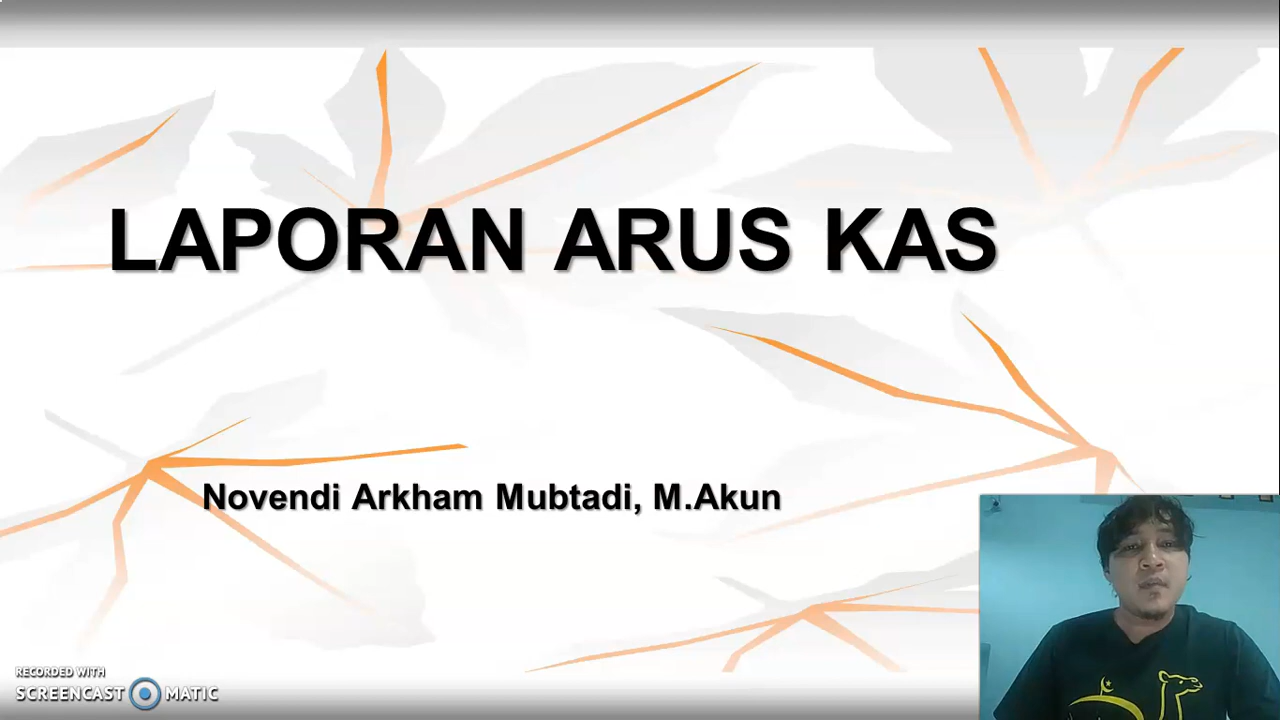 LAPORAN ARUS KAS
Novendi Arkham Mubtadi, M.Akun
RECORDED WITH
SCREENCAST MATIC